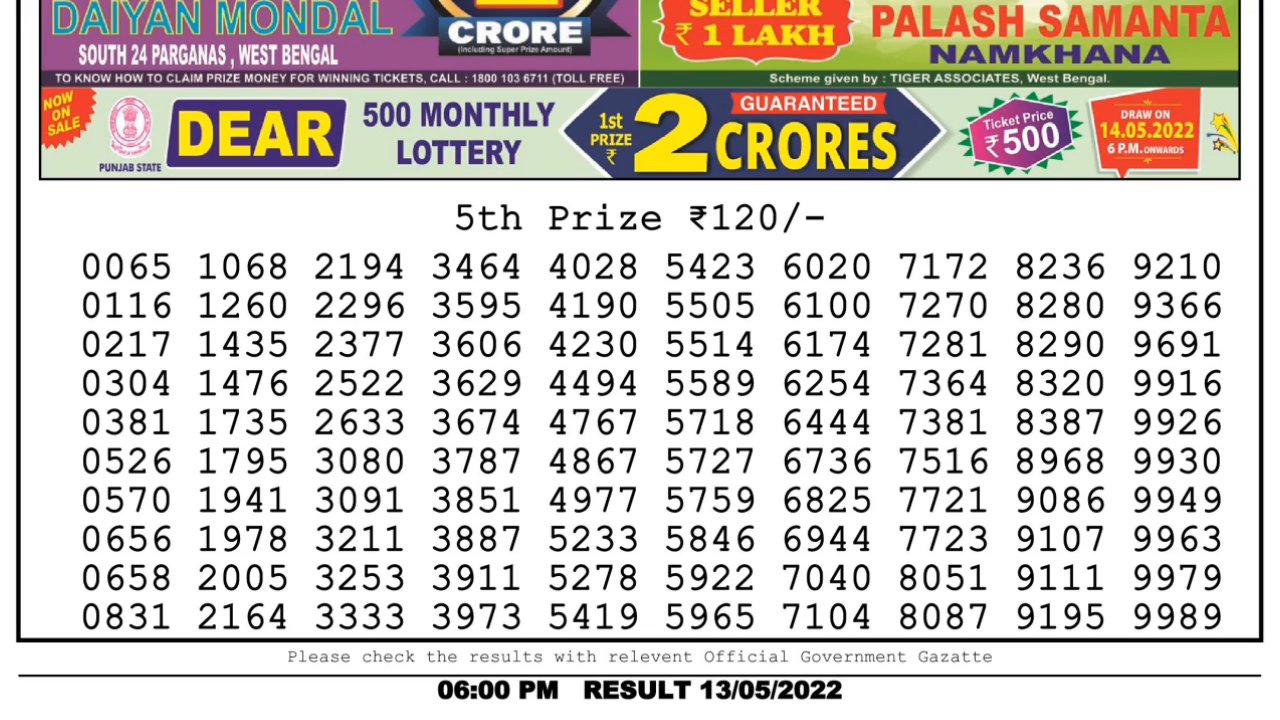 DAIYAN MONDAL
SOUTH 24 PARGANAS , WEST BENGAL
CRORE
(Including Super Prize Amount)
SELLER
₹ 1 LAKH
PALASH SAMANTA
NAMKHANA
TO KNOW HOW TO CLAIM PRIZE MONEY FOR WINNING TICKETS, CALL : 1800 103 6711 (TOLL FREE)
Scheme given by : TIGER ASSOCIATES, West Bengal.
NOW
ON
SALE
PUNJAB STATE
DEAR
500 MONTHLY
LOTTERY
1st
PRIZE
₹
2
GUARANTEED
CRORES
Ticket Price
₹500
DRAW ON
14.05.2022
6 P.M. ONWARDS
5th Prize ₹120/-
0065 1068 2194 3464 4028 5423 6020 7172 8236 9210
0116 1260 2296 3595 4190 5505 6100 7270 8280 9366
0217 1435 2377 3606 4230 5514 6174 7281 8290 9691
0304 1476 2522 3629 4494 5589 6254 7364 8320 9916
0381 1735 2633 3674 4767 5718 6444 7381 8387 9926
0526 1795 3080 3787 4867 5727 6736 7516 8968 9930
0570 1941 3091 3851 4977 5759 6825 7721 9086 9949
0656 1978 3211 3887 5233 5846 6944 7723 9107 9963
0658 2005 3253 3911 5278 5922 7040 8051 9111 9979
0831 2164 3333 3973 5419 5965 7104 8087 9195 9989
Please check the results with relevent Official Government Gazatte
06:00 PM RESULT 13/05/2022